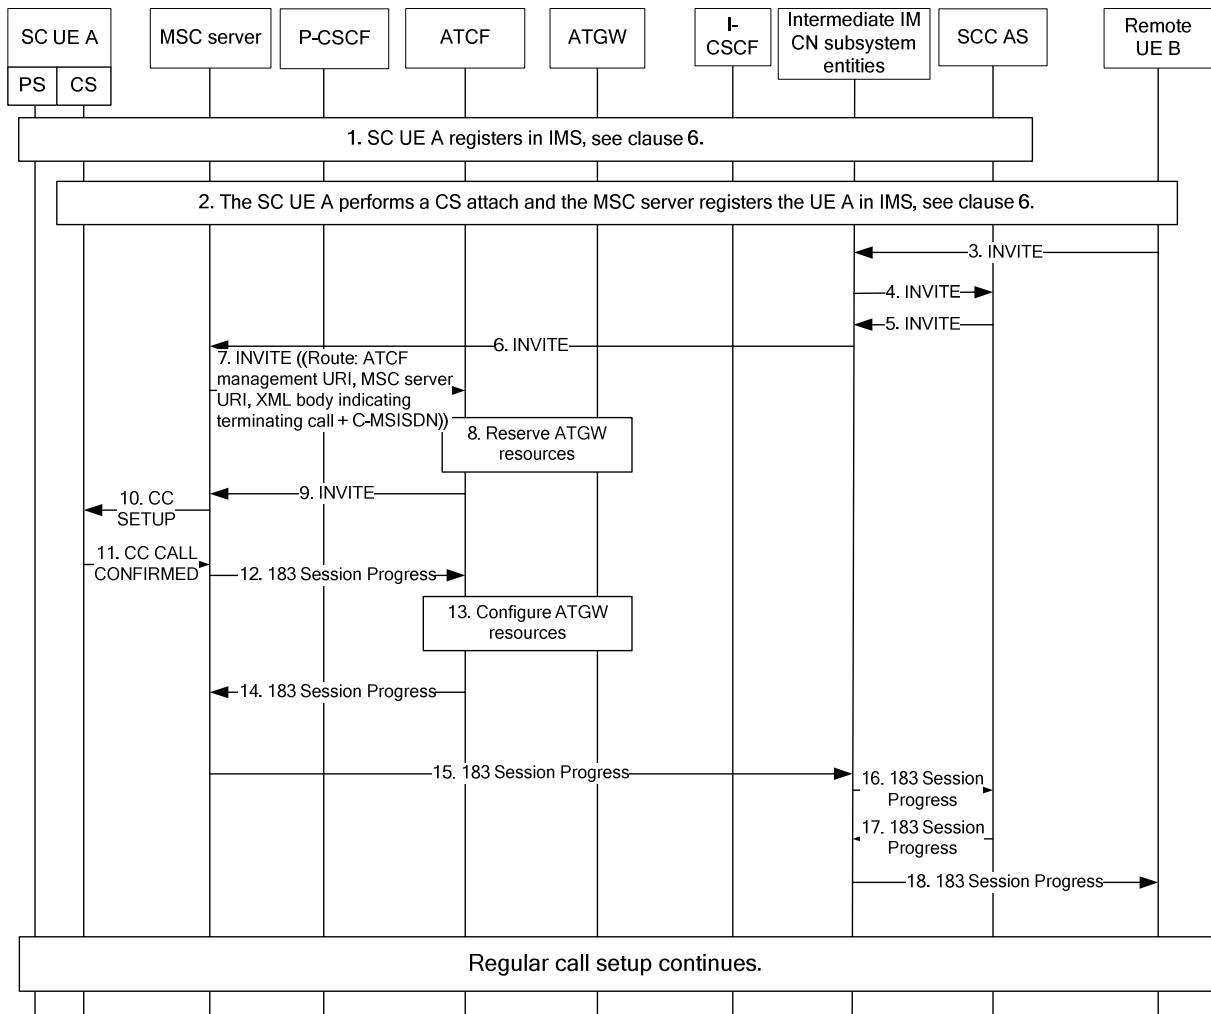 SC UE A
MSC server
P-CSCF
ATCF
ATGW
I-
CSCF
Intermediate IM
CN subsystem
entities
SCC AS
Remote
UE B
PS
CS
1. SC UE A registers in IMS, see clause 6.
2. The SC UE A performs a CS attach and the MSC server registers the UE A in IMS, see clause 6.
3. INVITE
4. INVITE
5. INVITE
6. INVITE
7. INVITE ((Route: ATCF
management URI, MSC server
URI, XML body indicating
terminating call + C-MSISDN))
8. Reserve ATGW
resources
9. INVITE
10. CC
SETUP
11. CC CALL
CONFIRMED
12. 183 Session Progress
13. Configure ATGW
resources
14. 183 Session Progress
15. 183 Session Progress
16. 183 Session
Progress
17. 183 Session
Progress
18. 183 Session Progress
Regular call setup continues.